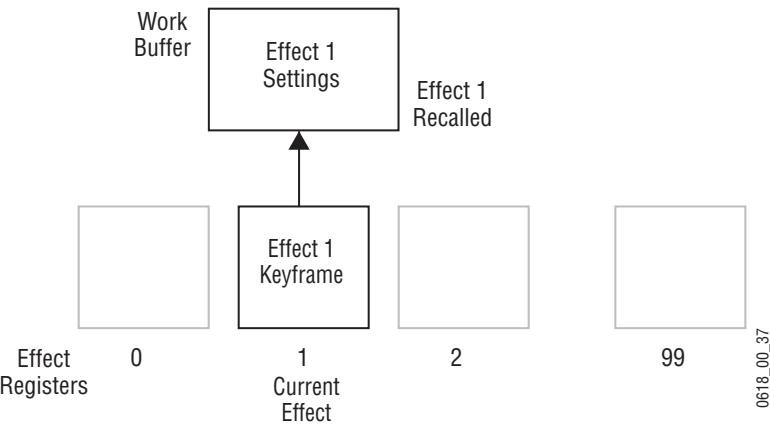 Work
Buffer
Effect 1
Settings
Effect 1
Recalled
Effect 1
Keyframe
Effect
Registers
0
1
2
99
Current
Effect
0618_00_37